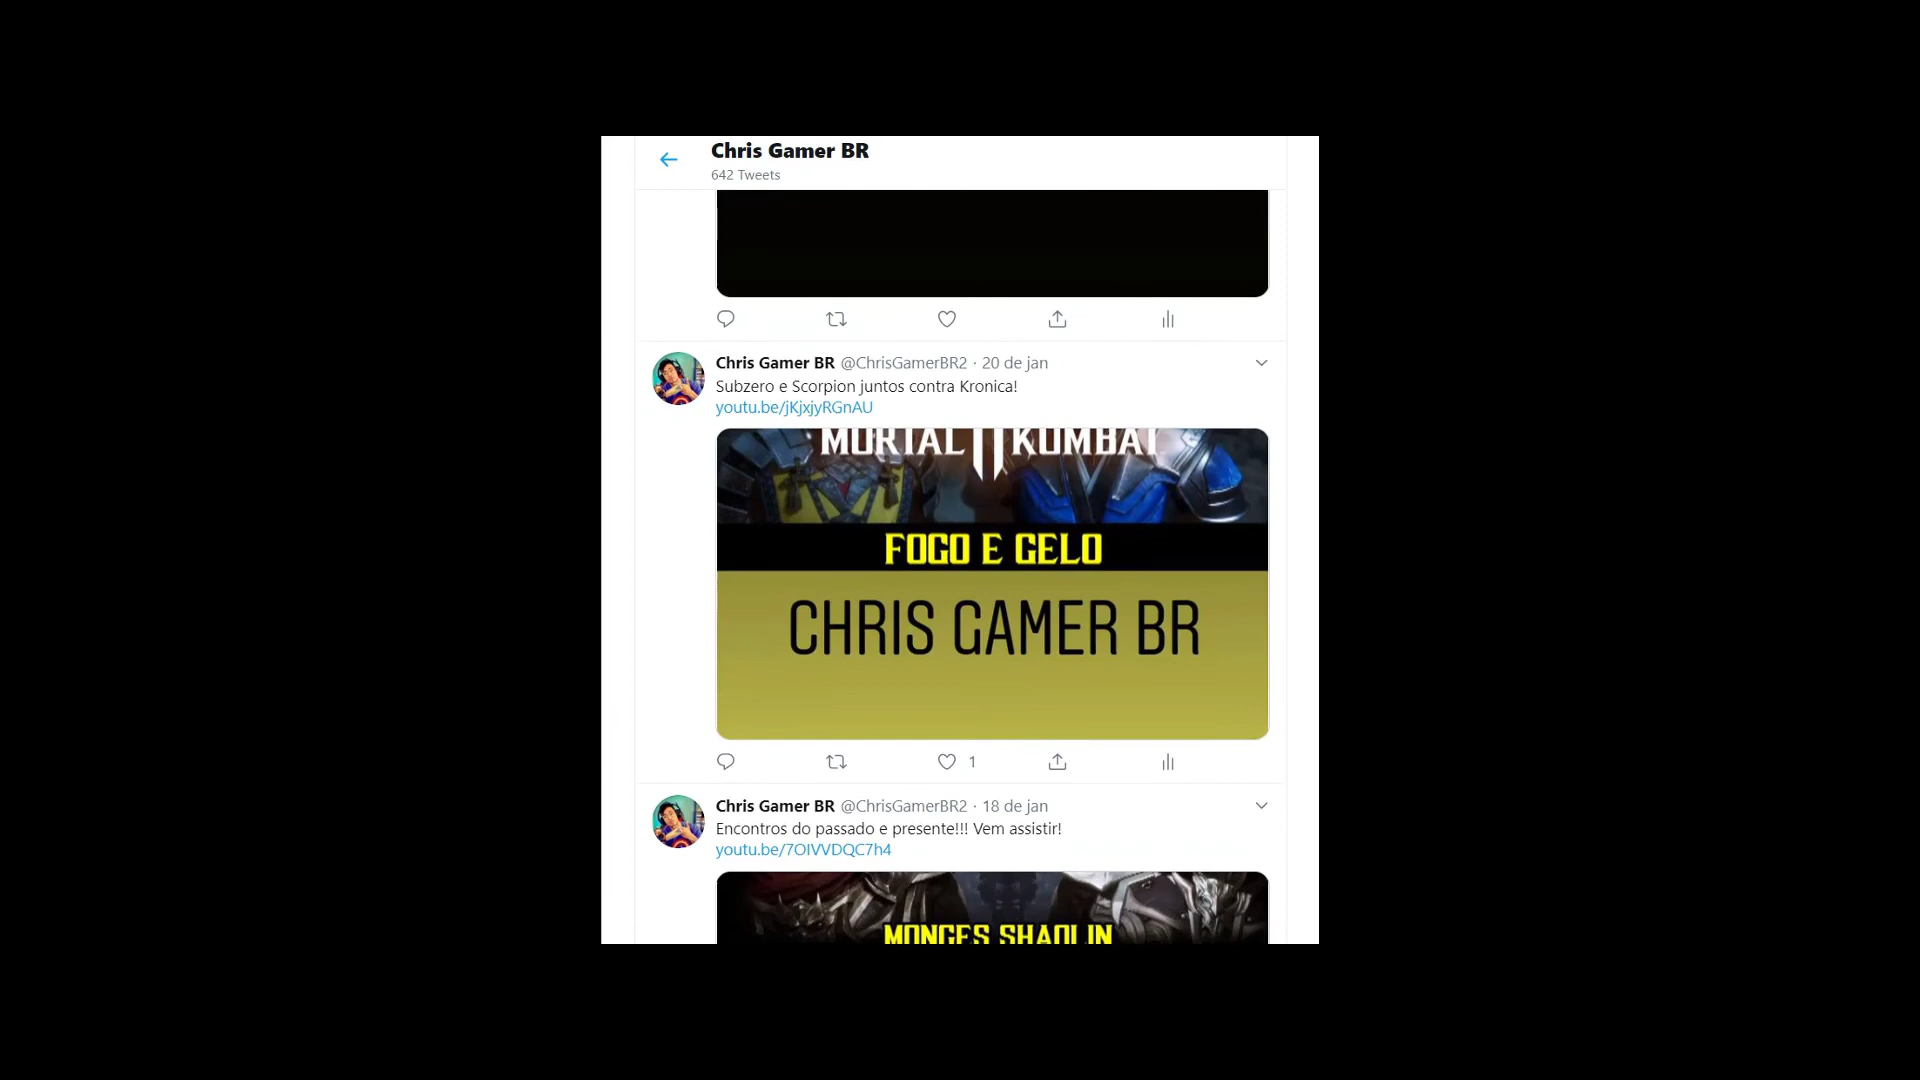 Chris Gamer BR
642 Tweets
Chris Gamer BR @ChrisGamerBR2 · 20 de jan
Subzero e Scorpion juntos contra Kronica!
youtu.be/jKjxjyRGnAU
MORTAL KOMBAT
FOGO E GELO
CHRIS GAMER BR
1
Chris Gamer BR @ChrisGamerBR2 · 18 de jan
Encontros do passado e presente!!! Vem assistir!
youtu.be/7OIVVDQC7h4
MONGES SHAOLIN